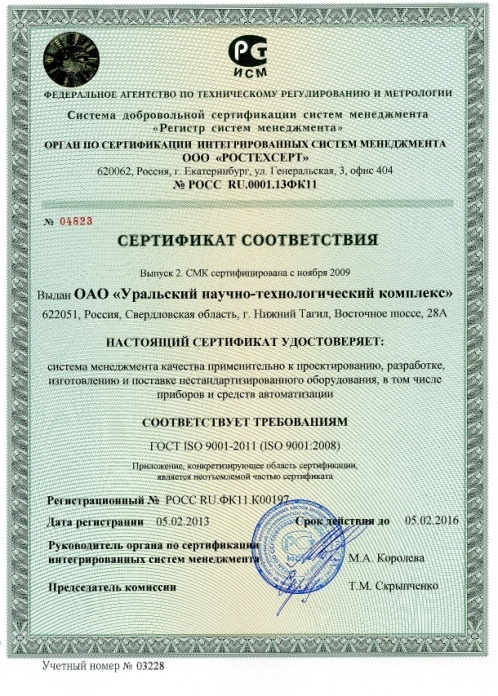 РСТ
ИСМ
ФЕДЕРАЛЬНОЕ АГЕНТСТВО ПО ТЕХНИЧЕСКОМУ РЕГУЛИРОВАНИЮ И МЕТРОЛОГИИ
Система добровольной сертификации систем менеджмента
«Регистр систем менеджмента»
ОРГАН ПО СЕРТИФИКАЦИИ ИНТЕГРИРОВАННЫХ СИСТЕМ МЕНЕДЖМЕНТА
ООО «РОСТЕХСЕРТ»
620062, Россия, г. Екатеринбург, ул. Генеральская, 3, офис 404
№ РОСС RU.0001.13ФК11
№ 04823
СЕРТИФИКАТ СООТВЕТСТВИЯ
Выпуск 2. СМК сертифицирована с ноября 2009
Выдан ОАО «Уральский научно-технологический комплекс»
622051, Россия, Свердловская область, г. Нижний Тагил, Восточное шоссе, 28А
НАСТОЯЩИЙ СЕРТИФИКАТ УДОСТОВЕРЯЕТ:
система менеджмента качества применительно к проектированию, разработке,
изготовлению и поставке нестандартизированного оборудования, в том числе
приборов и средств автоматизации
СООТВЕТСТВУЕТ ТРЕБОВАНИЯМ
ГОСТ ISO 9001-2011 (ISO 9001:2008)
Приложение, конкретизирующее область сертификации,
является неотъемлемой частью сертификата
Регистрационный № РОСС RU.ФК11.К00197
Дата регистрации 05.02.2013 Срок действия до 05.02.2016
Руководитель органа по сертификации
интегрированных систем менеджмента М.А. Королева
Председатель комиссии Т.М. Скрыпченко
Учетный номер № 03228